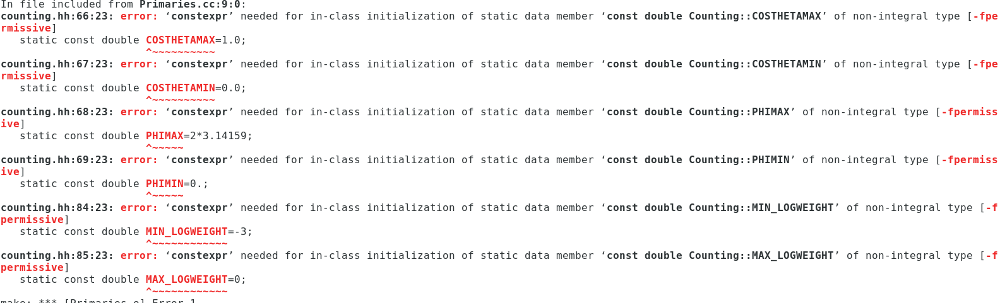 In file included from Primaries.cc:9:0:
counting.hh:66:23: error: ‘constexpr’ needed for in-class initialization of static data member ‘const double Counting::COSTHETAMAX’ of non-integral type [-fpe
rmissive]
   static const double COSTHETAMAX=1.0;
                       ^~~~~~~~~~~
counting.hh:67:23: error: ‘constexpr’ needed for in-class initialization of static data member ‘const double Counting::COSTHETAMIN’ of non-integral type [-fpe
rmissive]
   static const double COSTHETAMIN=0.0;
                       ^~~~~~~~~~~
counting.hh:68:23: error: ‘constexpr’ needed for in-class initialization of static data member ‘const double Counting::PHIMAX’ of non-integral type [-fpermiss
ive]
   static const double PHIMAX=2*3.14159;
                       ^~~~~~
counting.hh:69:23: error: ‘constexpr’ needed for in-class initialization of static data member ‘const double Counting::PHIMIN’ of non-integral type [-fpermiss
ive]
   static const double PHIMIN=0.;
                       ^~~~~~
counting.hh:84:23: error: ‘constexpr’ needed for in-class initialization of static data member ‘const double Counting::MIN_LOGWEIGHT’ of non-integral type [-f
permissive]
   static const double MIN_LOGWEIGHT=-3;
                       ^~~~~~~~~~~~~
counting.hh:85:23: error: ‘constexpr’ needed for in-class initialization of static data member ‘const double Counting::MAX_LOGWEIGHT’ of non-integral type [-f
permissive]
   static const double MAX_LOGWEIGHT=0;
                       ^~~~~~~~~~~~~
make: *** [Primaries.o] Error 1